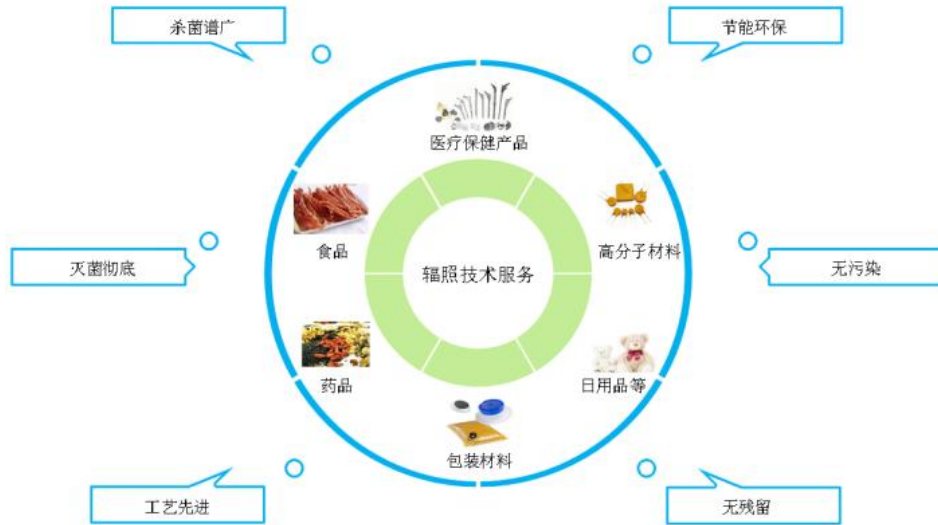 杀菌谱广
节能环保
医疗保健产品
食品
高分子材料
灭菌彻底
辐照技术服务
无污染
药品
日用品等
包装材料
工艺先进
无残留